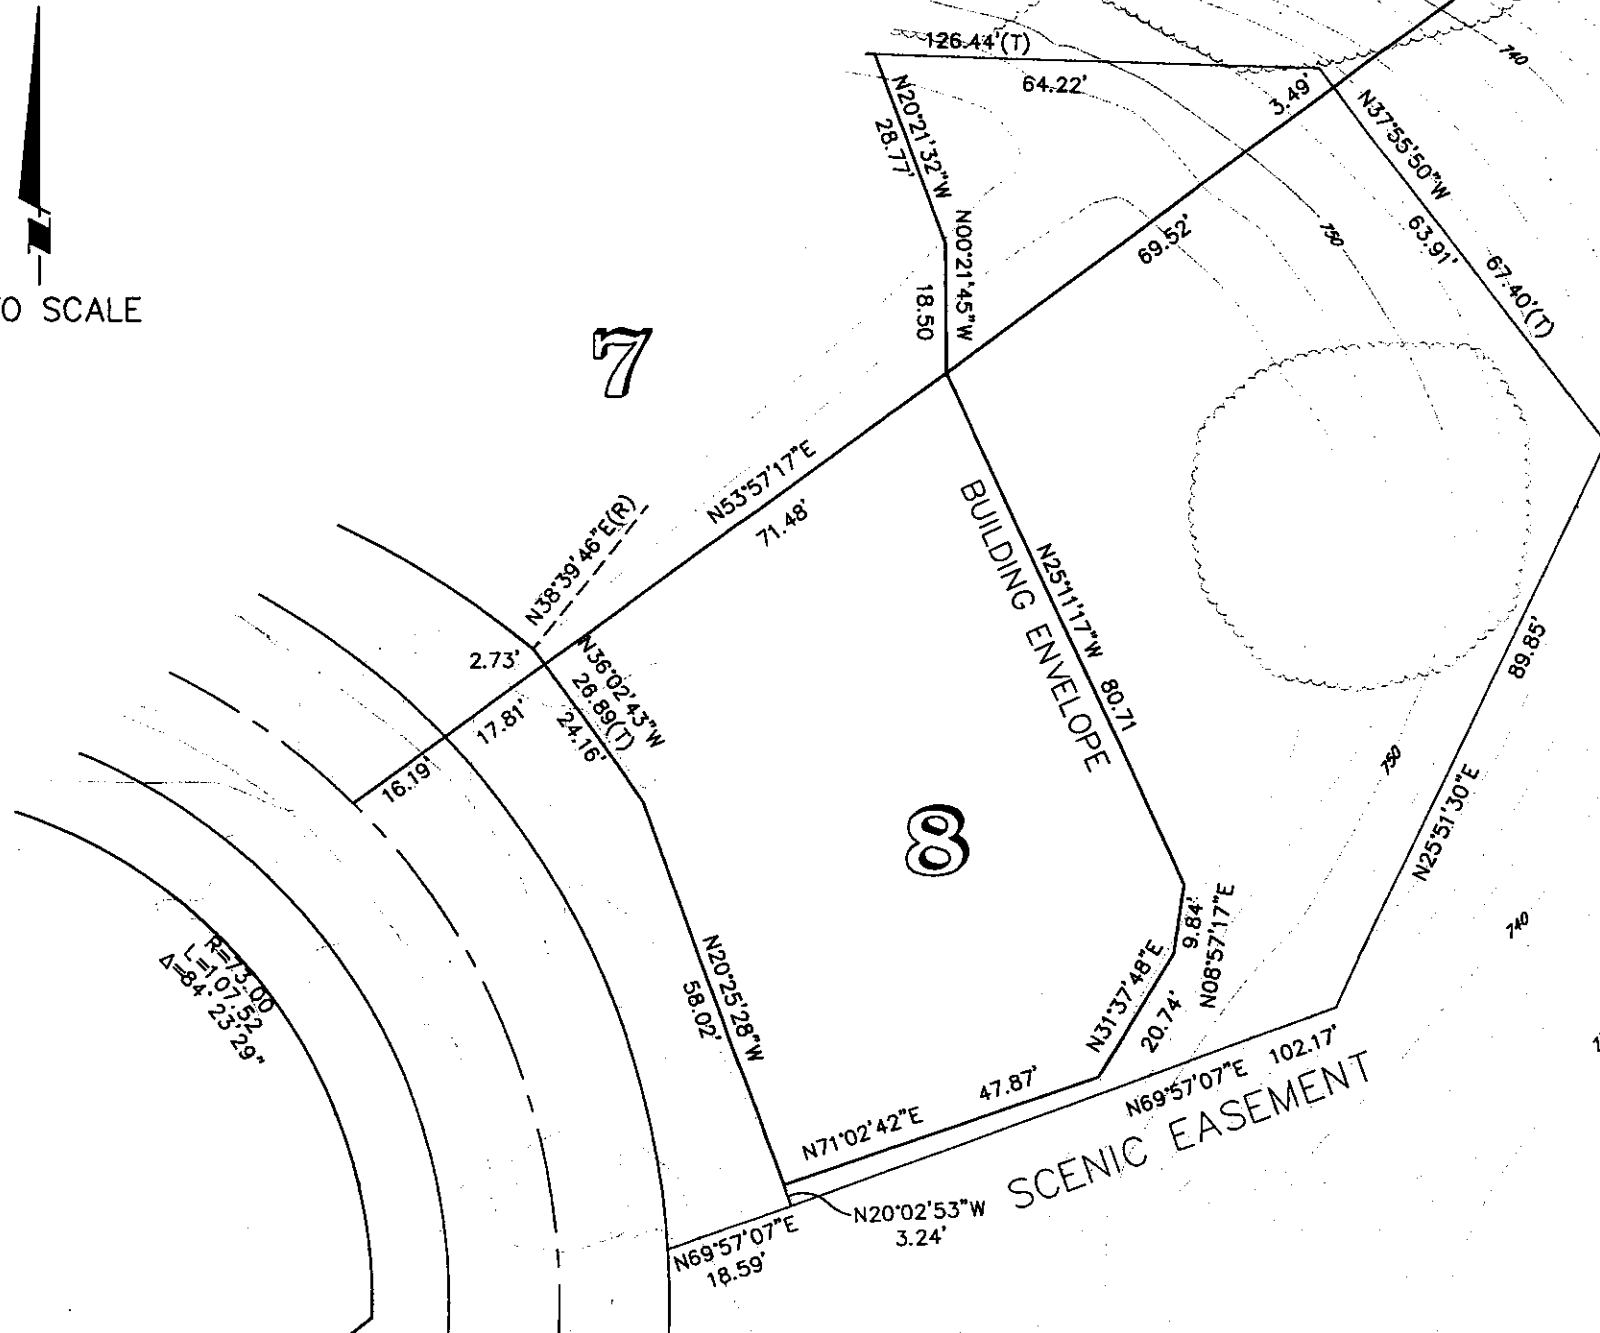 126.44'(T)
64.22'
3.49'
740
N20°21'32"W
28.77'
N37°55'50"W
63.91'
67.40'(T)
750
69.52'
N00°21'45"W
18.50
O SCALE
7
N53°57'17"E
71.48'
N38°39'46"E(R)
BUILDING ENVELOPE
N25°11'17"W 80.71
2.73'
N36°02'43"W
26.89(T)
24.16'
17.81'
16.19'
89.85'
N25°51'30"E
750
8
740
R=73.00
L=107.52
Δ=84°23'29"
N20°25'28"W
58.02'
9.84'
N08°57'17"E
N31°37'48"E
20.74'
47.87'
N71°02'42"E
N69°57'07"E 102.17'
SCENIC EASEMENT
N20°02'53"W
3.24'
N69°57'07"E
18.59'